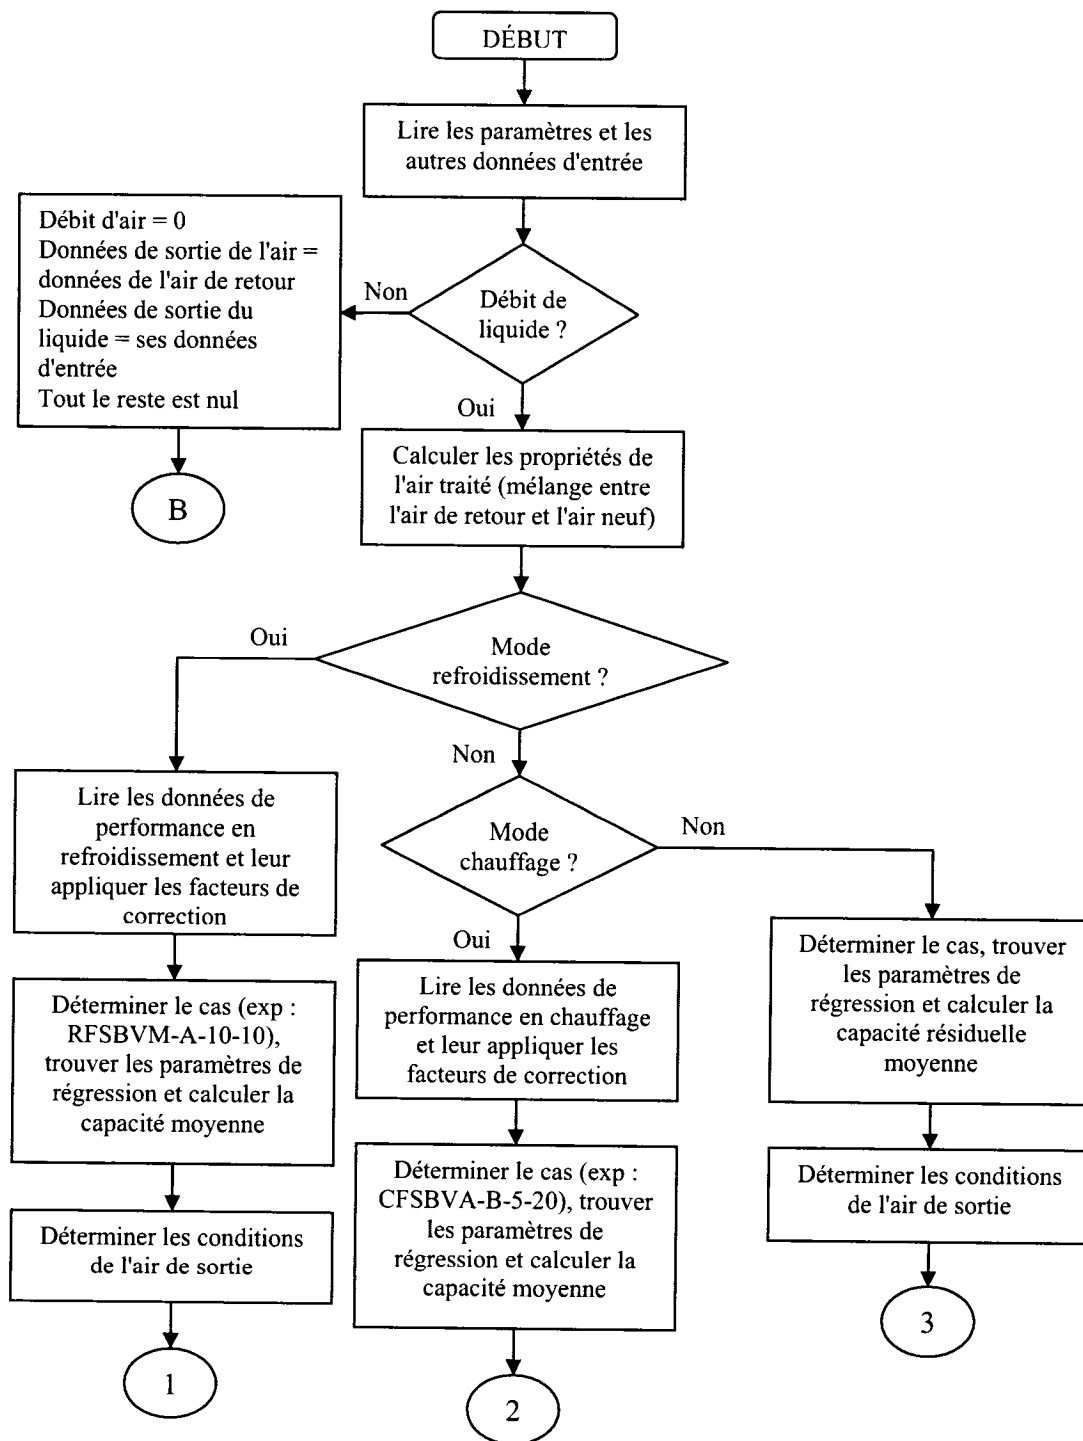 DÉBUT
Lire les paramètres et les
autres données d'entrée
Débit d'air = 0
Données de sortie de l'air =
données de l'air de retour
Données de sortie du
liquide = ses données
d'entrée
Tout le reste est nul
Non
Débit de
liquide ?
Oui
B
Calculer les propriétés de
l'air traité (mélange entre
l'air de retour et l'air neuf)
Oui
Mode
refroidissement ?
Non
Lire les données de
performance en
refroidissement et leur
appliquer les facteurs de
correction
Mode
chauffage ?
Non
Oui
Déterminer le cas (exp :
RFSBVM-A-10-10),
trouver les paramètres de
régression et calculer la
capacité moyenne
Lire les données de
performance en chauffage
et leur appliquer les
facteurs de correction
Déterminer le cas, trouver
les paramètres de
régression et calculer la
capacité résiduelle
moyenne
Déterminer les conditions
de l'air de sortie
Déterminer le cas (exp :
CFSBVA-B-5-20), trouver
les paramètres de
régression et calculer la
capacité moyenne
Déterminer les conditions
de l'air de sortie
1
2
3